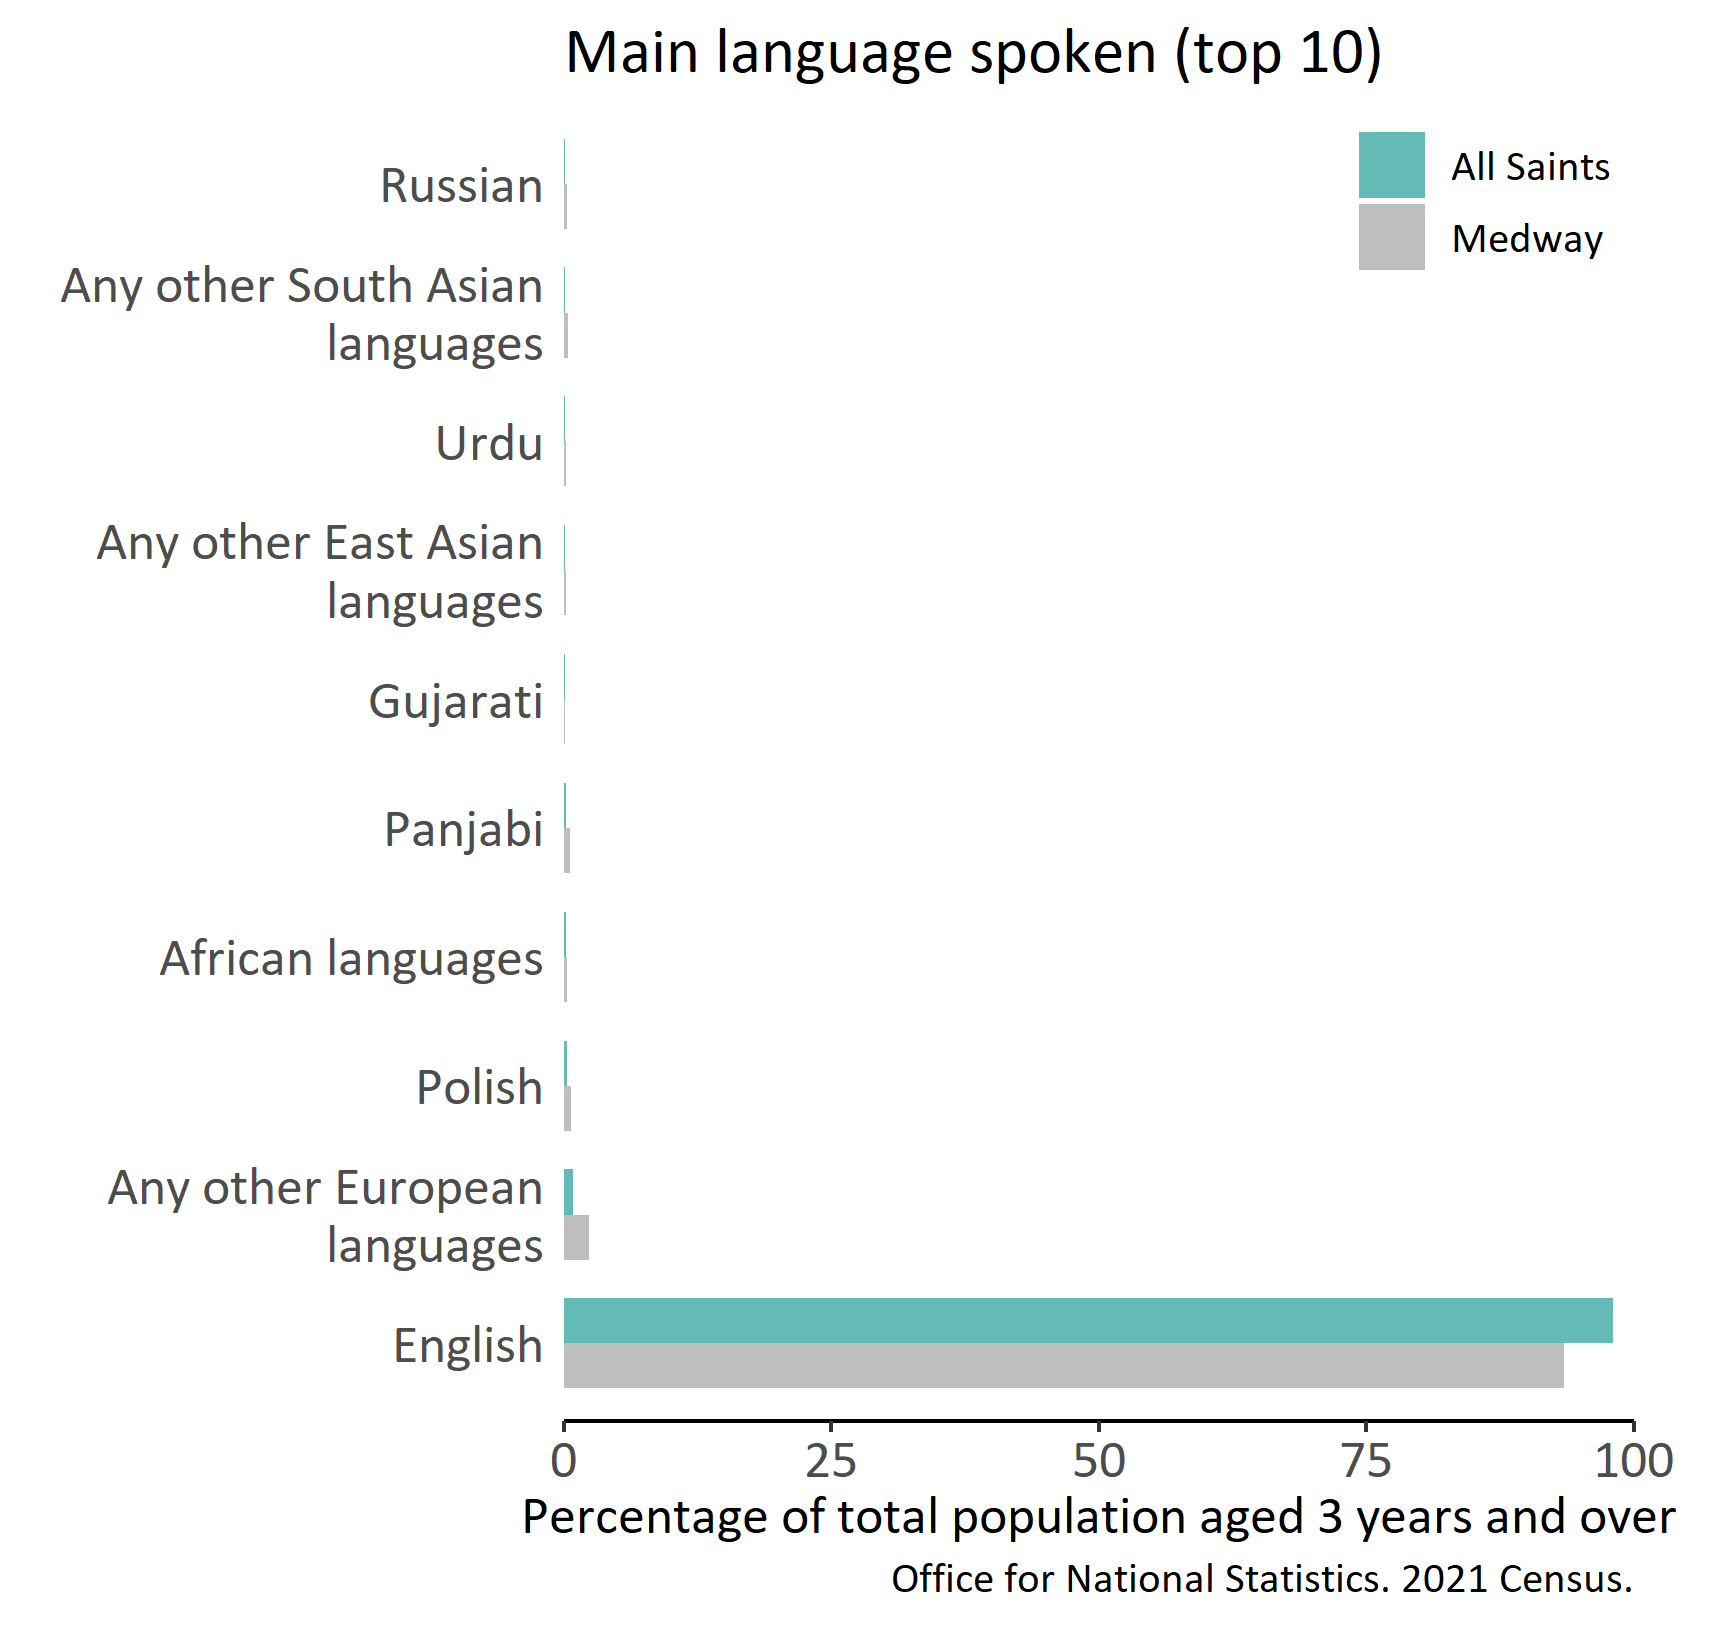 Main language spoken (top 10)
All Saints
Medway
Russian
Any other South Asian
languages
Urdu
Any other East Asian
languages
Gujarati
Panjabi
African languages
Polish
Any other European
languages
English
0 25 50 75 100
Percentage of total population aged 3 years and over
Office for National Statistics. 2021 Census.